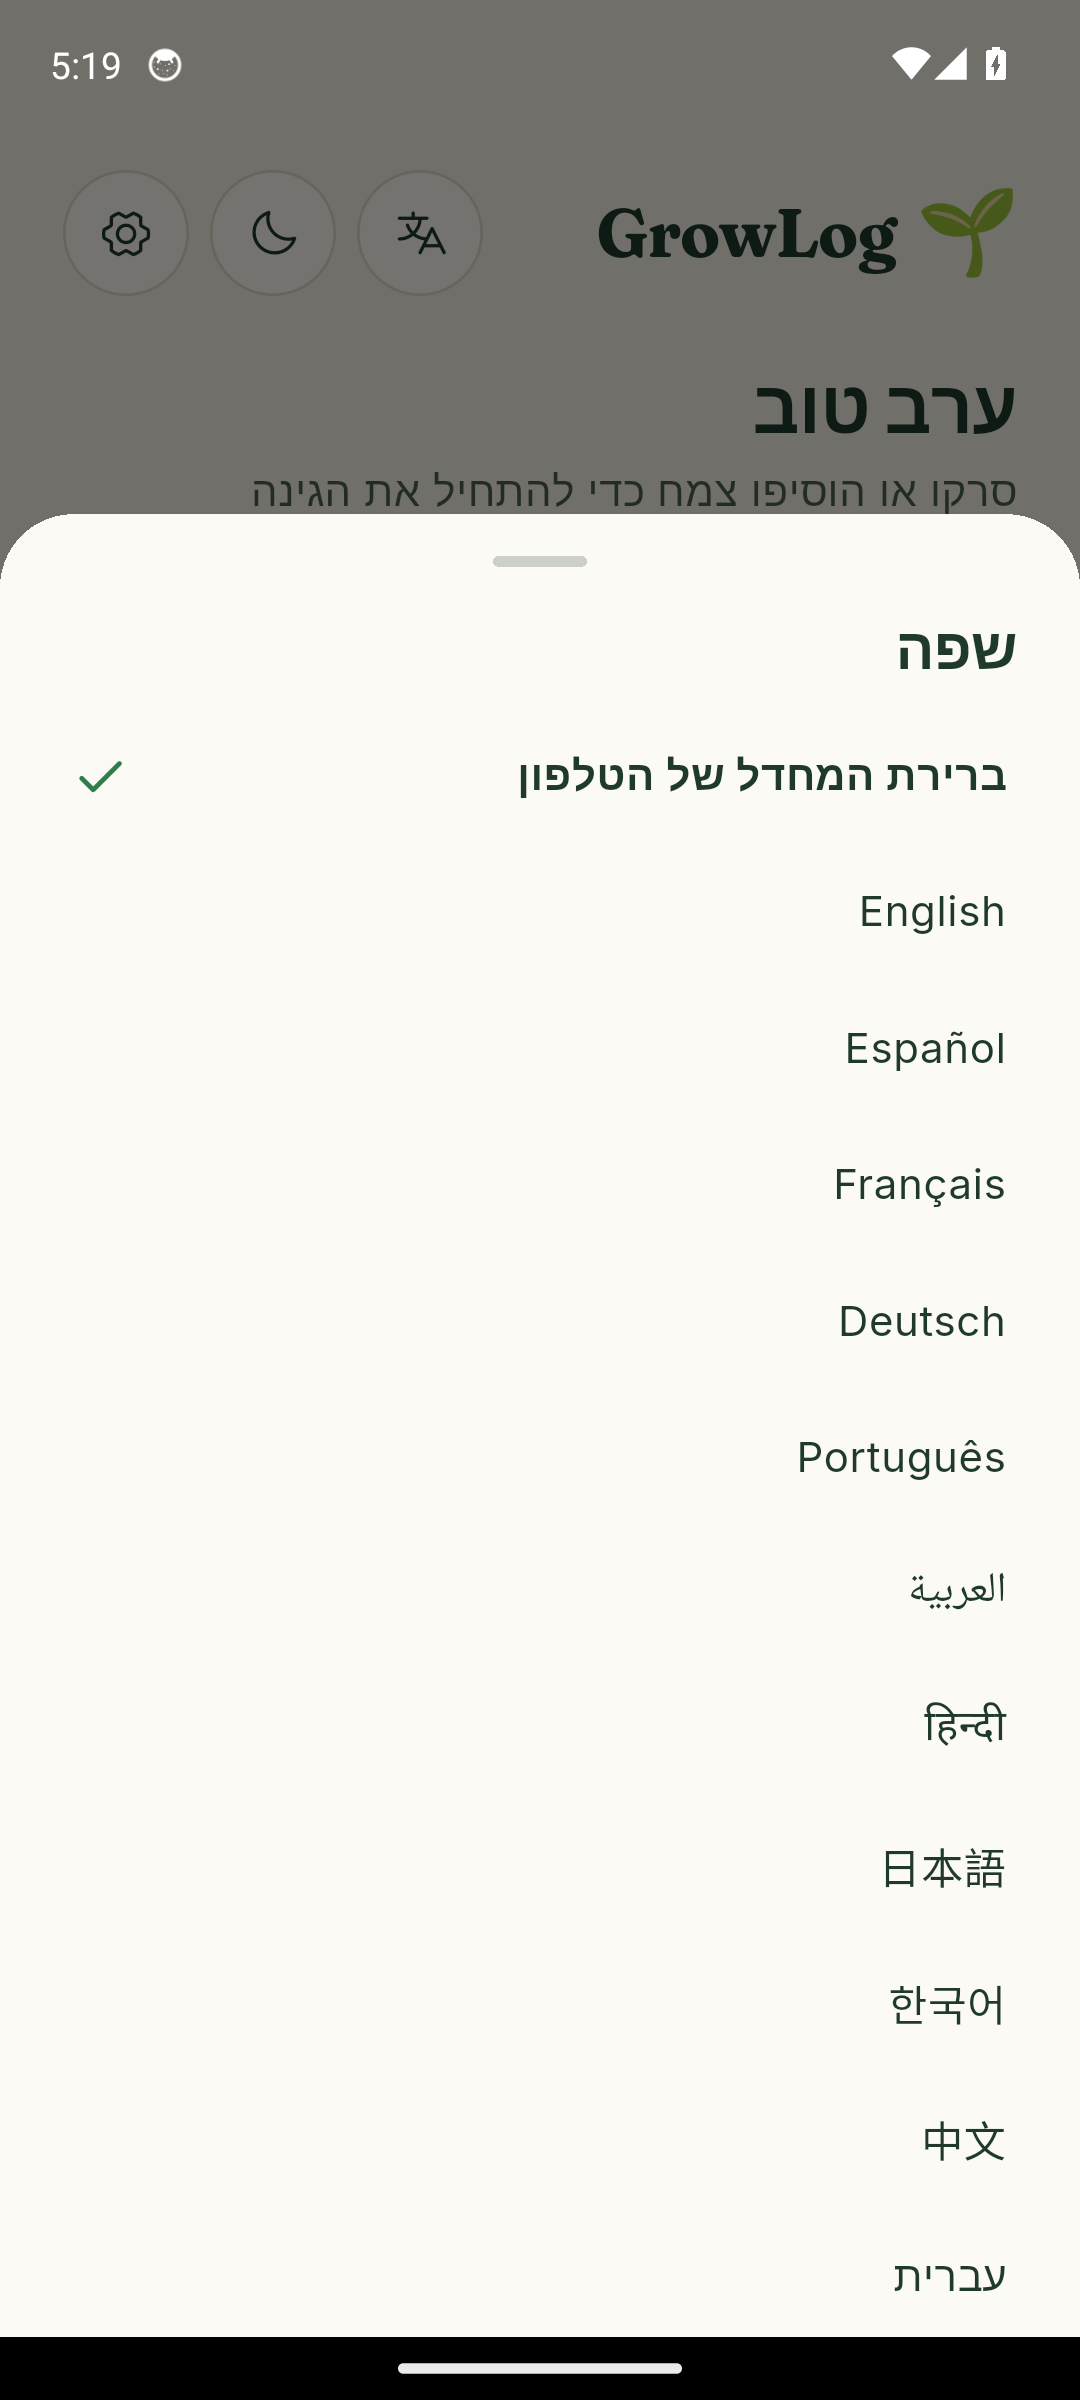 5:19
GrowLog
ערב טוב
סרקו או הוסיפו צמח כדי להתחיל את הגינה
שפה
ברירת המחדל של הטלפון
English
Español
Français
Deutsch
Português
العربية
हिन्दी
日本語
한국어
中文
עברית